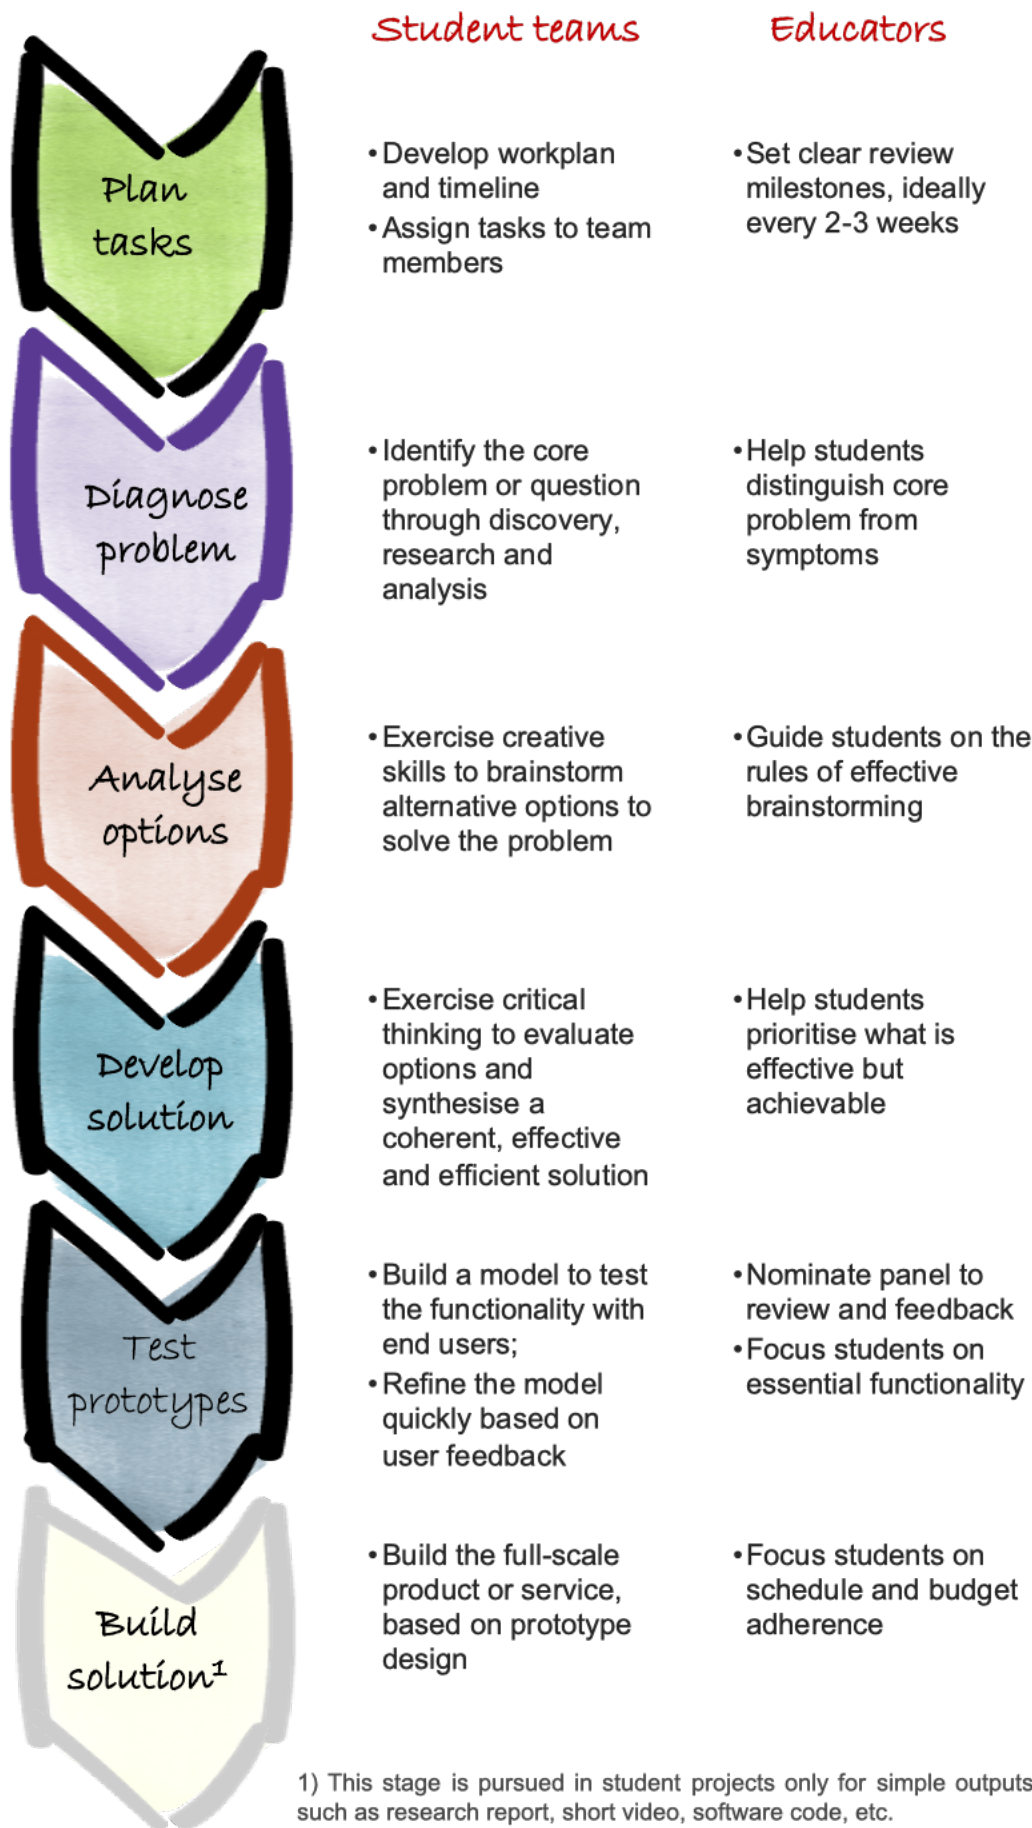 Student teams
Educators
Plan
tasks
• Develop workplan
and timeline
• Assign tasks to team
members
• Set clear review
milestones, ideally
every 2-3 weeks
Diagnose
problem
• Identify the core
problem or question
through discovery,
research and
analysis
• Help students
distinguish core
problem from
symptoms
Analyse
options
• Exercise creative
skills to brainstorm
alternative options to
solve the problem
• Guide students on the
rules of effective
brainstorming
Develop
solution
• Exercise critical
thinking to evaluate
options and
synthesise a
coherent, effective
and efficient solution
• Help students
prioritise what is
effective but
achievable
Test
prototypes
• Build a model to test
the functionality with
end users;
• Refine the model
quickly based on
user feedback
• Nominate panel to
review and feedback
• Focus students on
essential functionality
Build
solution¹
• Build the full-scale
product or service,
based on prototype
design
• Focus students on
schedule and budget
adherence
1) This stage is pursued in student projects only for simple outputs
such as research report, short video, software code, etc.